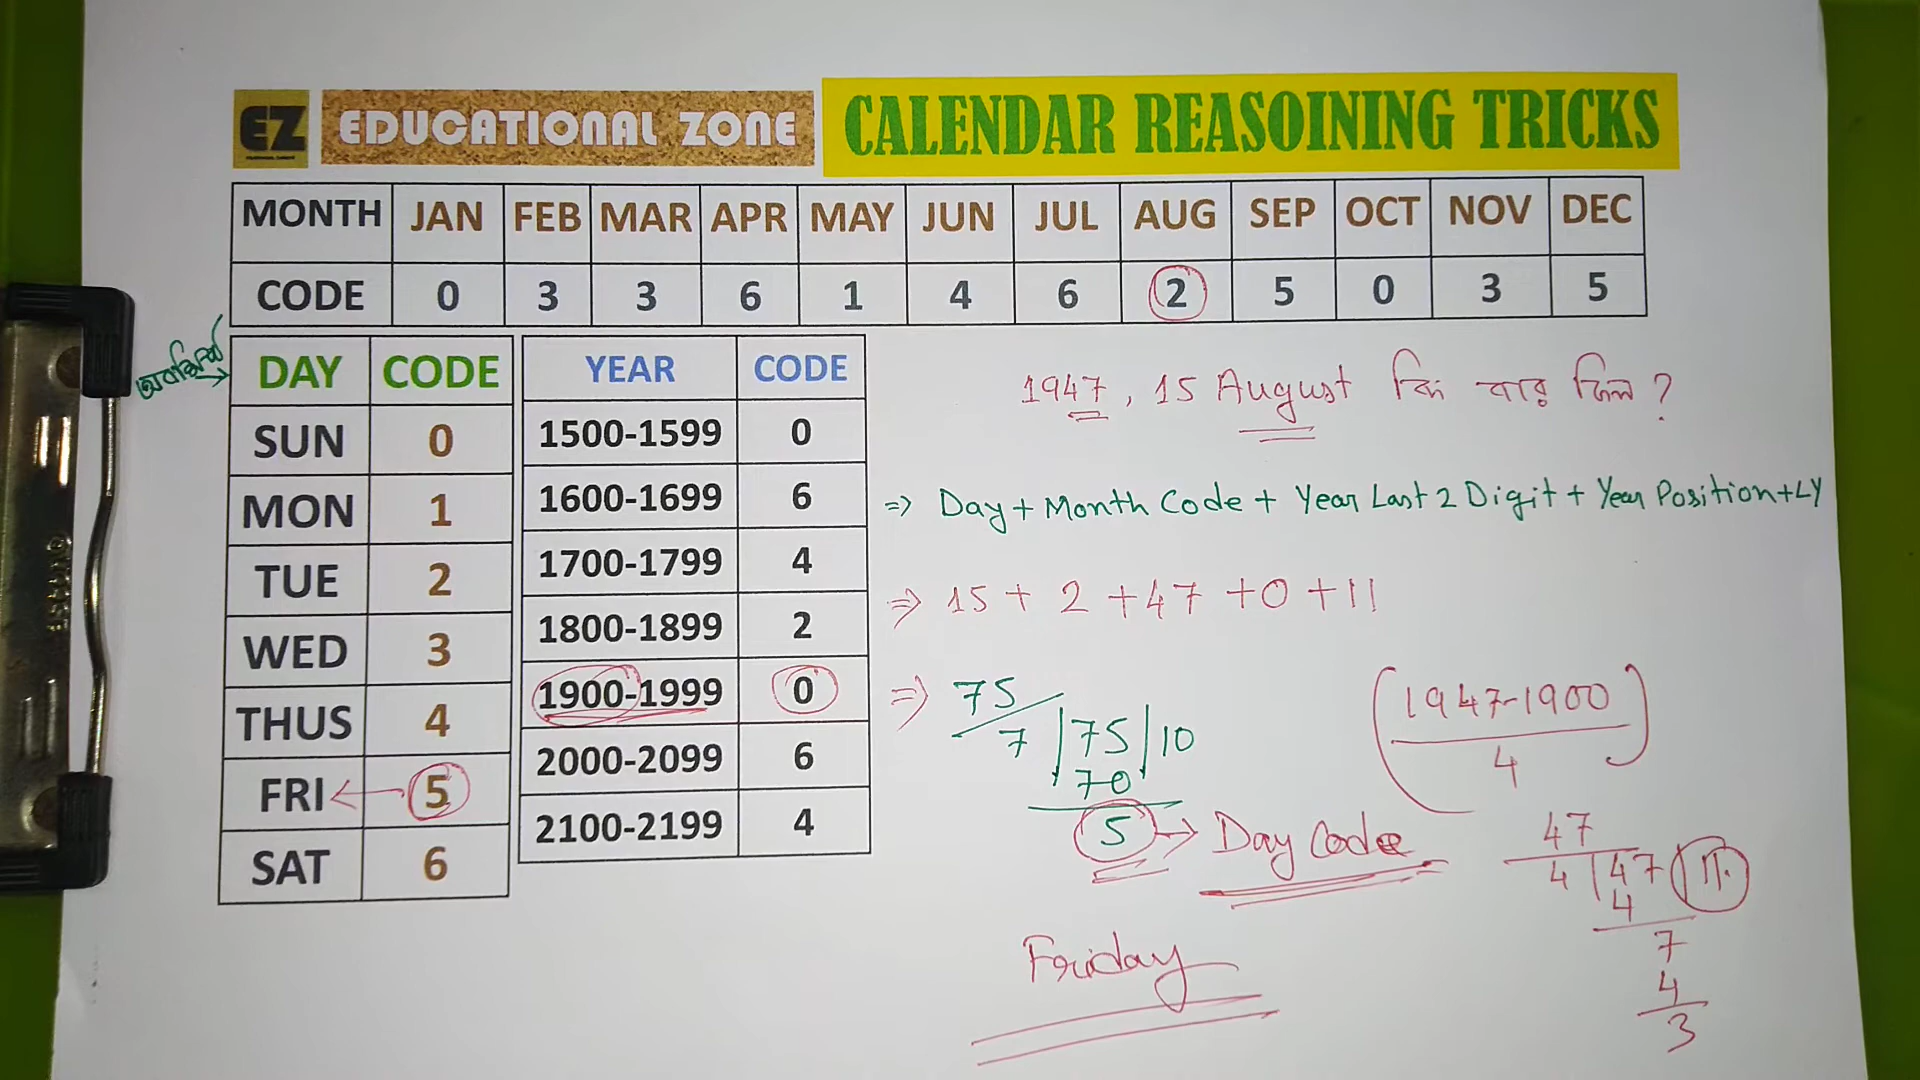 EZ EDUCATIONAL ZONE CALENDAR REASOINING TRICKS
MONTH JAN FEB MAR APR MAY JUN JUL AUG SEP OCT NOV DEC
CODE 0 3 3 6 1 4 6 2 5 0 3 5
DAY CODE
SUN 0
MON 1
TUE 2
WED 3
THUS 4
FRI 5
SAT 6
YEAR CODE
1500-1599 0
1600-1699 6
1700-1799 4
1800-1899 2
1900-1999 0
2000-2099 6
2100-2199 4
1947, 15 August কি বার ছিল?
=> Day + Month Code + Year Last 2 Digit + Year Position + LY
=> 15 + 2 + 47 + 0 + 11
=> 75
7 | 75 | 10
70
5 → Day Code
Friday
(1947-1900)
4
47
4 | 47 | 11
4
7
4
3